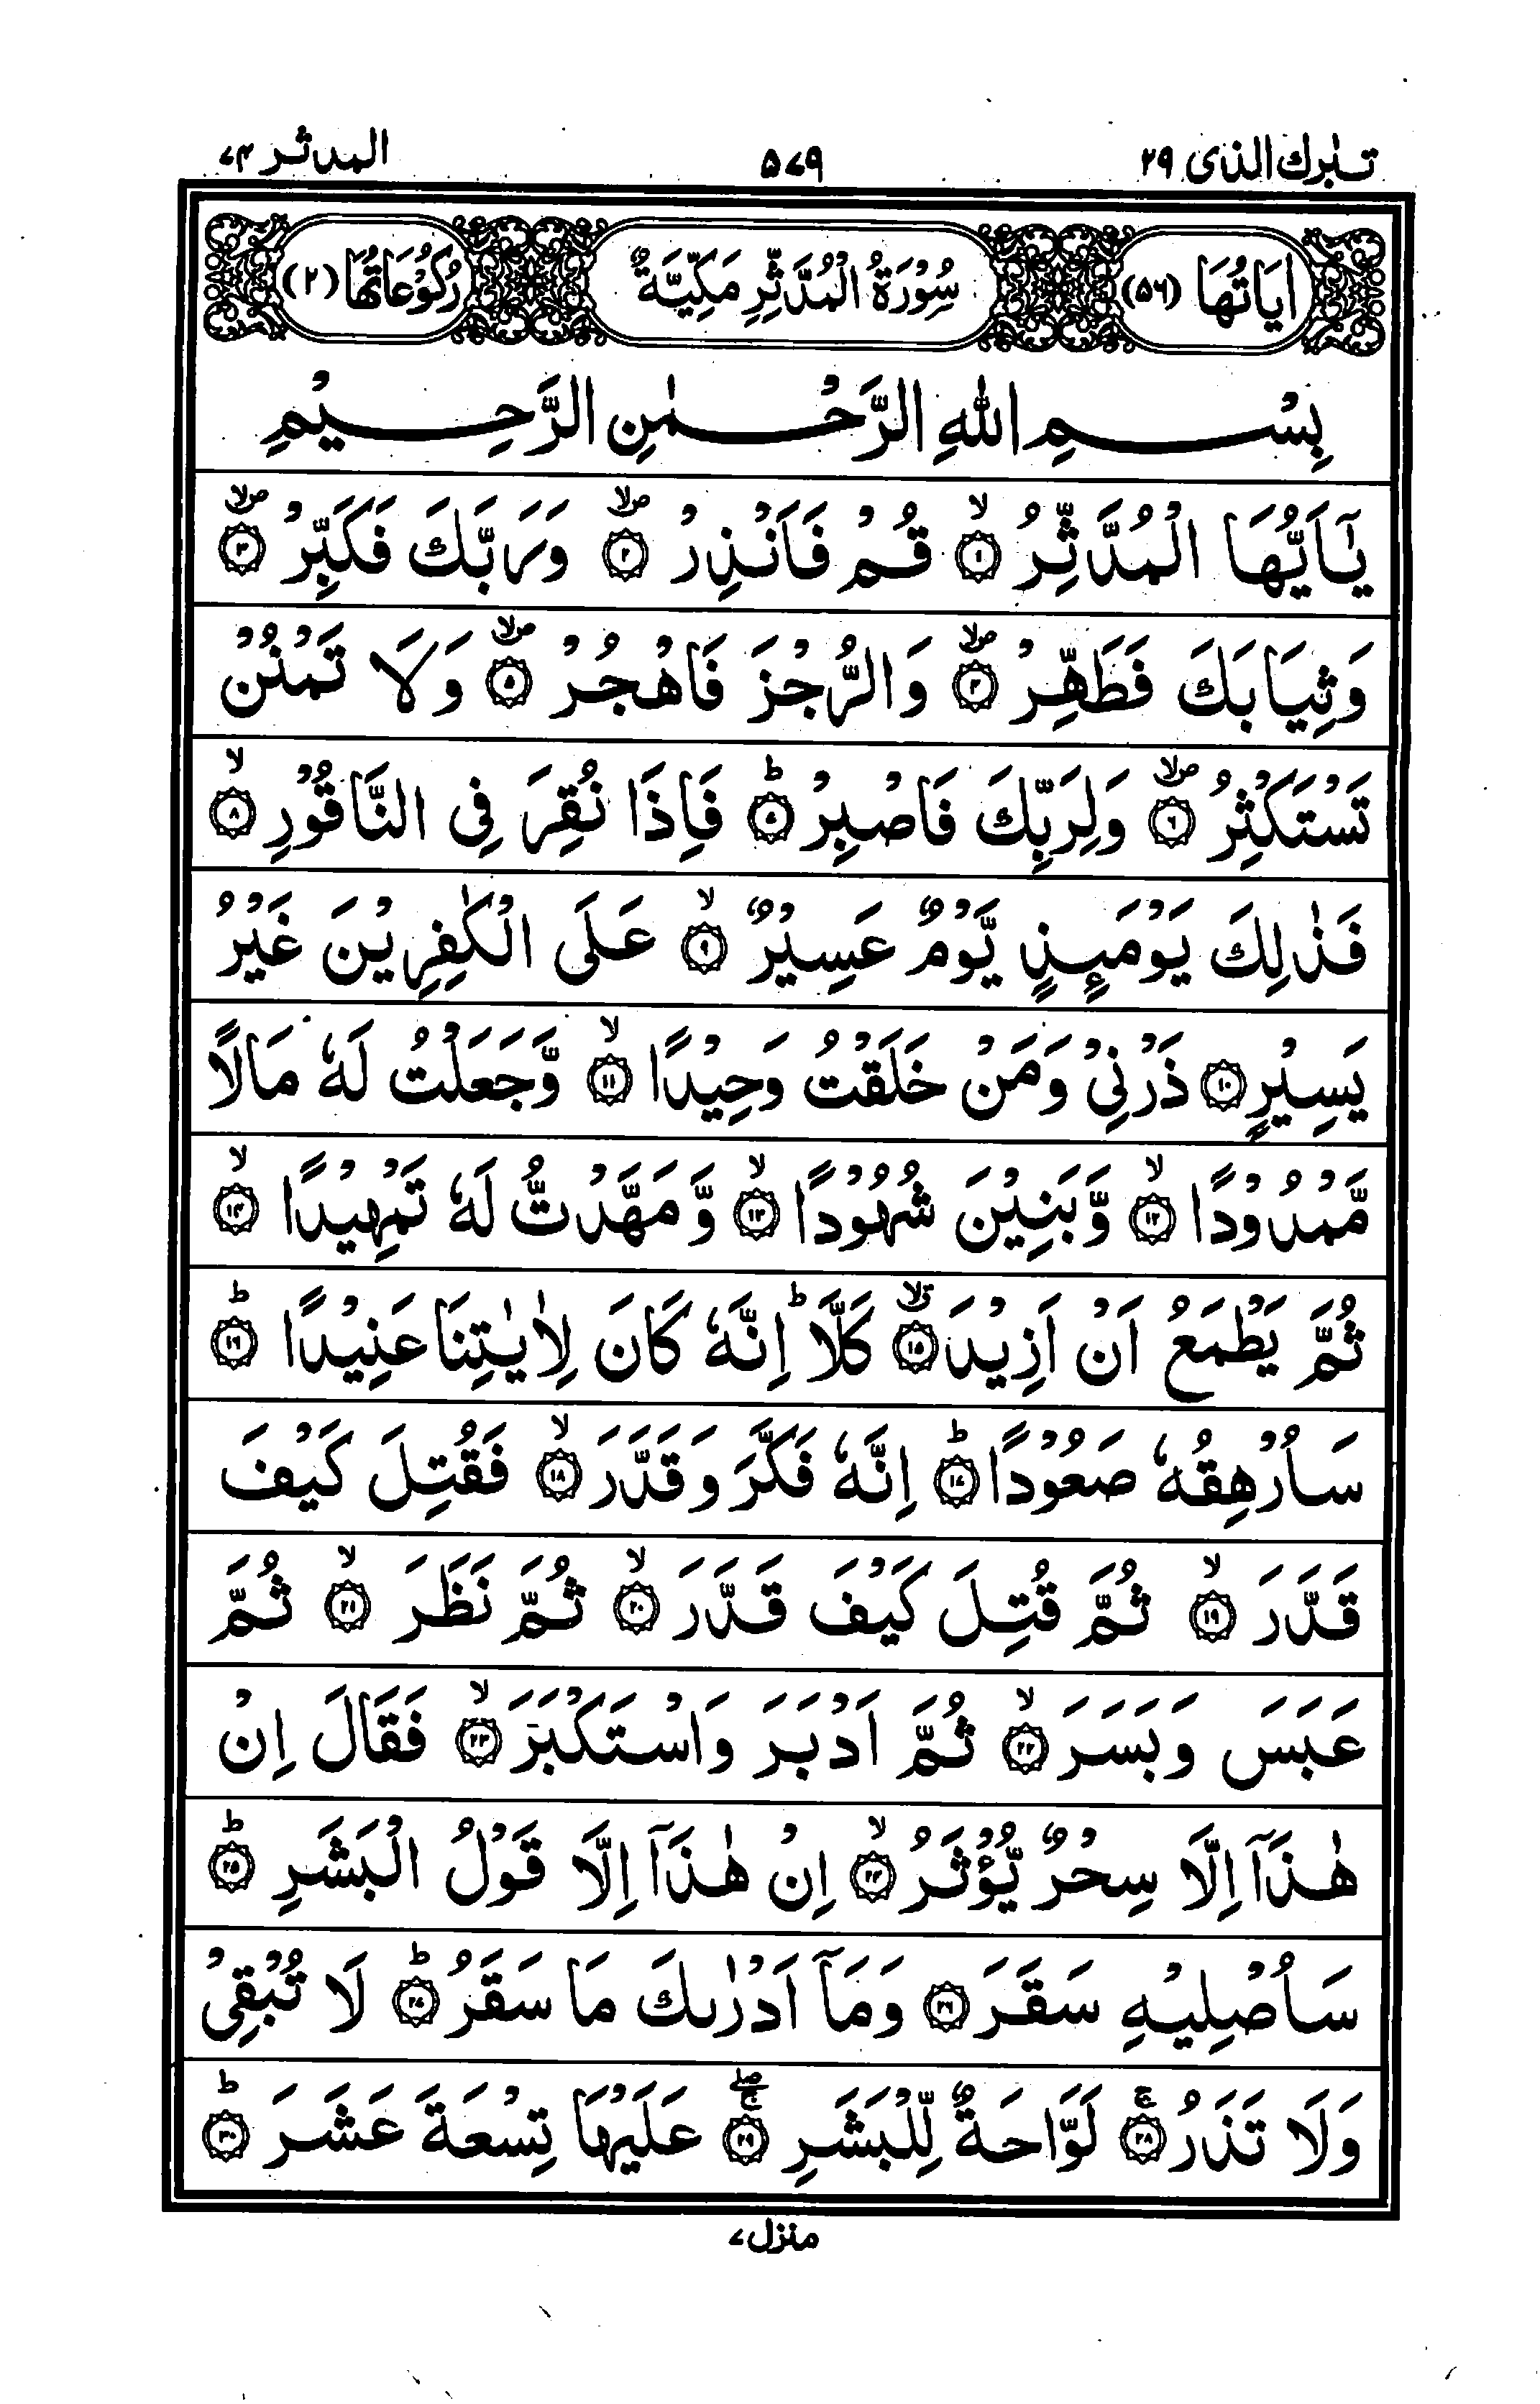 تبٰرك الذی ۲۹
۵۷۹
المدثر ۷۴
اٰيَاتُهَا (۵۶)
سُوْرَةُ الْمُدَّثِّرِ مَكِّيَّةٌ
رُكُوْعَاتُهَا (۲)
بِسْمِ اللّٰهِ الرَّحْمٰنِ الرَّحِيْمِ
يٰٓاَيُّهَا الْمُدَّثِّرُ ۙ‏﴿۱﴾ قُمْ فَاَنْذِرْ ۪ۙ‏﴿۲﴾ وَرَبَّكَ فَكَبِّرْ ۪ۙ‏﴿۳﴾
وَثِيَابَكَ فَطَهِّرْ ۪ۙ‏﴿۴﴾ وَالرُّجْزَ فَاهْجُرْ ۪ۙ‏﴿۵﴾ وَلَا تَمْنُنْ
تَسْتَكْثِرُ ۪ۙ‏﴿۶﴾ وَلِرَبِّكَ فَاصْبِرْ ؕ‏﴿۷﴾ فَاِذَا نُقِرَ فِی النَّاقُوْرِ ۙ‏﴿۸﴾
فَذٰلِكَ يَوْمَئِذٍ يَّوْمٌ عَسِيْرٌ ۙ‏﴿۹﴾ عَلَى الْكٰفِرِيْنَ غَيْرُ
يَسِيْرٍ ﴿۱۰﴾ ذَرْنِیْ وَمَنْ خَلَقْتُ وَحِيْدًا ۙ‏﴿۱۱﴾ وَّجَعَلْتُ لَهٗ مَالًا
مَّمْدُوْدًا ۙ‏﴿۱۲﴾ وَّبَنِيْنَ شُهُوْدًا ۙ‏﴿۱۳﴾ وَّمَهَّدْتُّ لَهٗ تَمْهِيْدًا ۙ‏﴿۱۴﴾
ثُمَّ يَطْمَعُ اَنْ اَزِيْدَ ۗۙ‏﴿۱۵﴾ كَلَّا ؕ اِنَّهٗ كَانَ لِاٰيٰتِنَا عَنِيْدًا ؕ‏﴿۱۶﴾
سَاُرْهِقُهٗ صَعُوْدًا ؕ‏﴿۱۷﴾ اِنَّهٗ فَكَّرَ وَقَدَّرَ ۙ‏﴿۱۸﴾ فَقُتِلَ كَيْفَ
قَدَّرَ ۙ‏﴿۱۹﴾ ثُمَّ قُتِلَ كَيْفَ قَدَّرَ ۙ‏﴿۲۰﴾ ثُمَّ نَظَرَ ۙ‏﴿۲۱﴾ ثُمَّ
عَبَسَ وَبَسَرَ ۙ‏﴿۲۲﴾ ثُمَّ اَدْبَرَ وَاسْتَكْبَرَ ۙ‏﴿۲۳﴾ فَقَالَ اِنْ
هٰذَآ اِلَّا سِحْرٌ يُّؤْثَرُ ۙ‏﴿۲۴﴾ اِنْ هٰذَآ اِلَّا قَوْلُ الْبَشَرِ ؕ‏﴿۲۵﴾
سَاُصْلِيْهِ سَقَرَ ﴿۲۶﴾ وَمَآ اَدْرٰىكَ مَا سَقَرُ ؕ‏﴿۲۷﴾ لَا تُبْقِیْ
وَلَا تَذَرُ ۚ‏﴿۲۸﴾ لَوَّاحَةٌ لِّلْبَشَرِ ۖۚ‏﴿۲۹﴾ عَلَيْهَا تِسْعَةَ عَشَرَ ؕ‏﴿۳۰﴾
منزل ۷